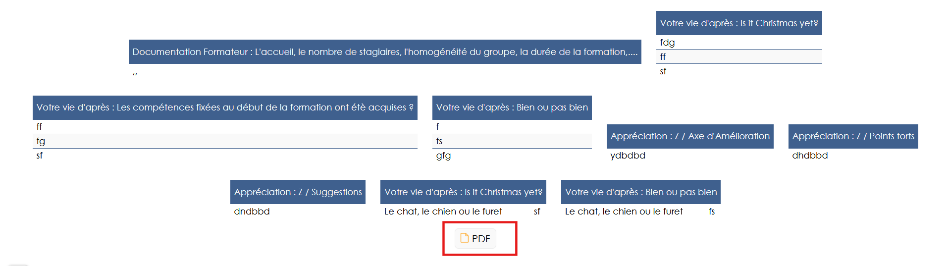 Votre vie d'après : Is it Christmas yet?
fdg
ff
sf
Documentation Formateur : L'accueil, le nombre de stagiaires, l'homogénéité du groupe, la durée de la formation,....
Votre vie d'après : Les compétences fixées au début de la formation ont été acquises ?
ff
fg
sf
Votre vie d'après : Bien ou pas bien
f
fs
gfg
Appréciation : / / Axe d'Amélioration
ydbdbd
Appréciation : / / Points forts
dhdbbd
Appréciation : / / Suggestions
dndbbd
Votre vie d'après : Is it Christmas yet?
Le chat, le chien ou le furet sf
Votre vie d'après : Bien ou pas bien
Le chat, le chien ou le furet fs
PDF